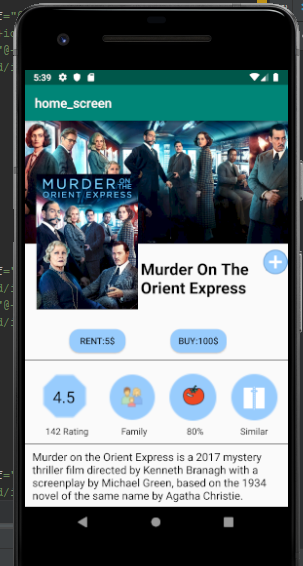 5:39
home_screen
MURDER ON THE
ORIENT EXPRESS
Murder On The
Orient Express
RENT:5$
BUY:100$
4.5
142 Rating
Family
80%
Similar
Murder on the Orient Express is a 2017 mystery
thriller film directed by Kenneth Branagh with a
screenplay by Michael Green, based on the 1934
novel of the same name by Agatha Christie.